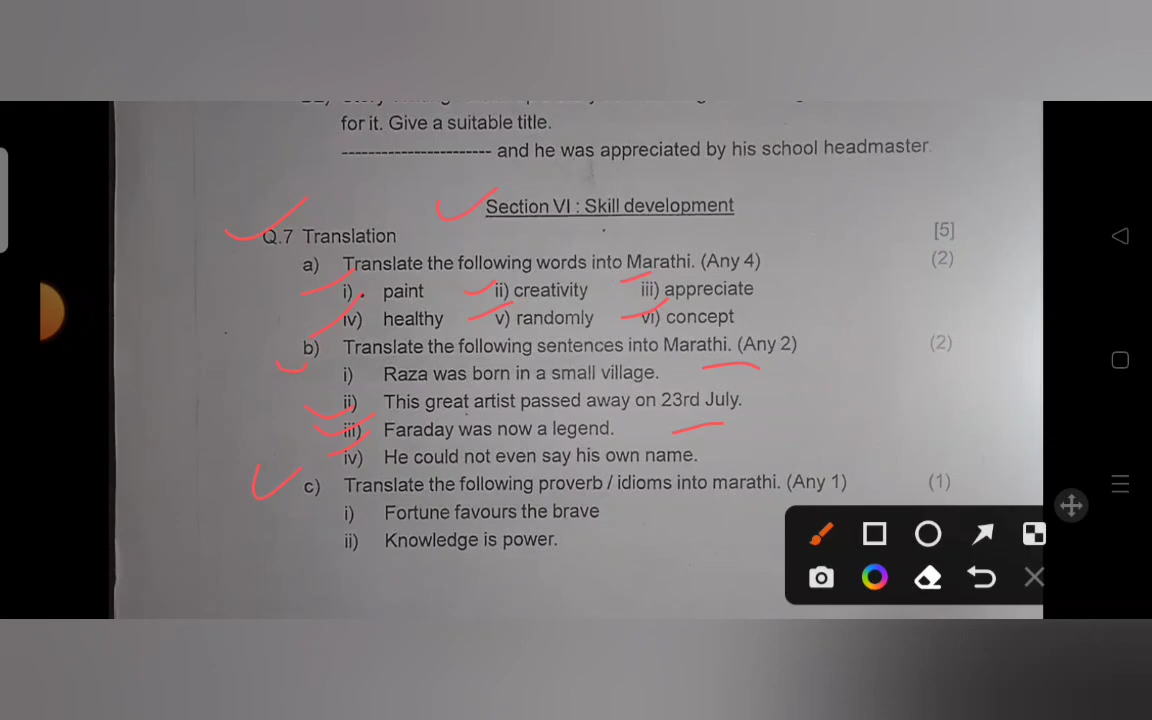 for it. Give a suitable title.
---------------------- and he was appreciated by his school headmaster.
Section VI : Skill development
Q.7 Translation [5]
a) Translate the following words into Marathi. (Any 4) (2)
i) paint ii) creativity iii) appreciate
iv) healthy v) randomly vi) concept
b) Translate the following sentences into Marathi. (Any 2) (2)
i) Raza was born in a small village.
ii) This great artist passed away on 23rd July.
iii) Faraday was now a legend.
iv) He could not even say his own name.
c) Translate the following proverb / idioms into marathi. (Any 1) (1)
i) Fortune favours the brave
ii) Knowledge is power.